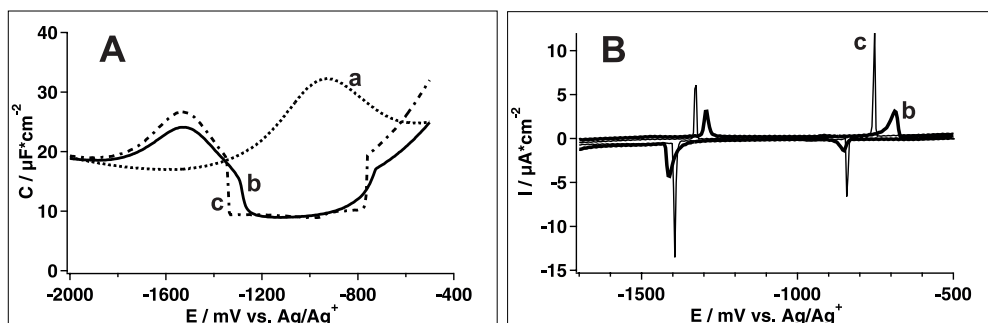 A
a
b
c
C / µF*cm⁻²
40
30
20
10
0
-2000
-1600
-1200
-800
-400
E / mV vs. Ag/Ag⁺
B
c
b
I / µA*cm⁻²
10
5
0
-5
-10
-15
-1500
-1000
-500
E / mV vs. Ag/Ag⁺